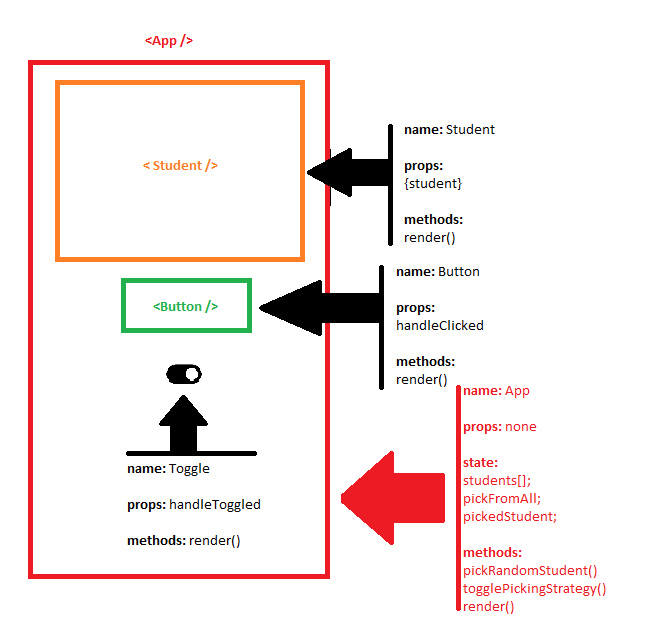 <App />
< Student />
name: Student
props:
{student}
methods:
render()
<Button />
name: Button
props:
handleClicked
methods:
render()
name: Toggle
props: handleToggled
methods: render()
name: App
props: none
state:
students[];
pickFromAll;
pickedStudent;
methods:
pickRandomStudent()
togglePickingStrategy()
render()